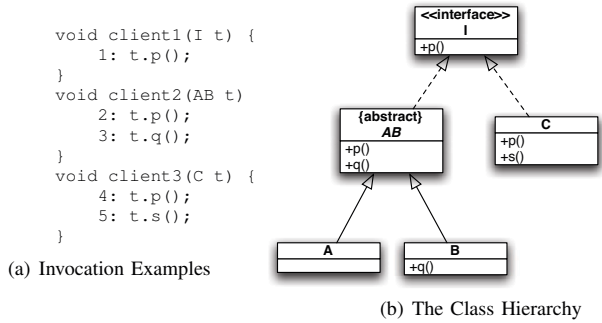 void client1(I t) {
1: t.p();
}
void client2(AB t)
2: t.p();
3: t.q();
}
void client3(C t) {
4: t.p();
5: t.s();
}
(a) Invocation Examples
<<interface>>
I
+p()
{abstract}
AB
+p()
+q()
C
+p()
+s()
A
B
+q()
(b) The Class Hierarchy